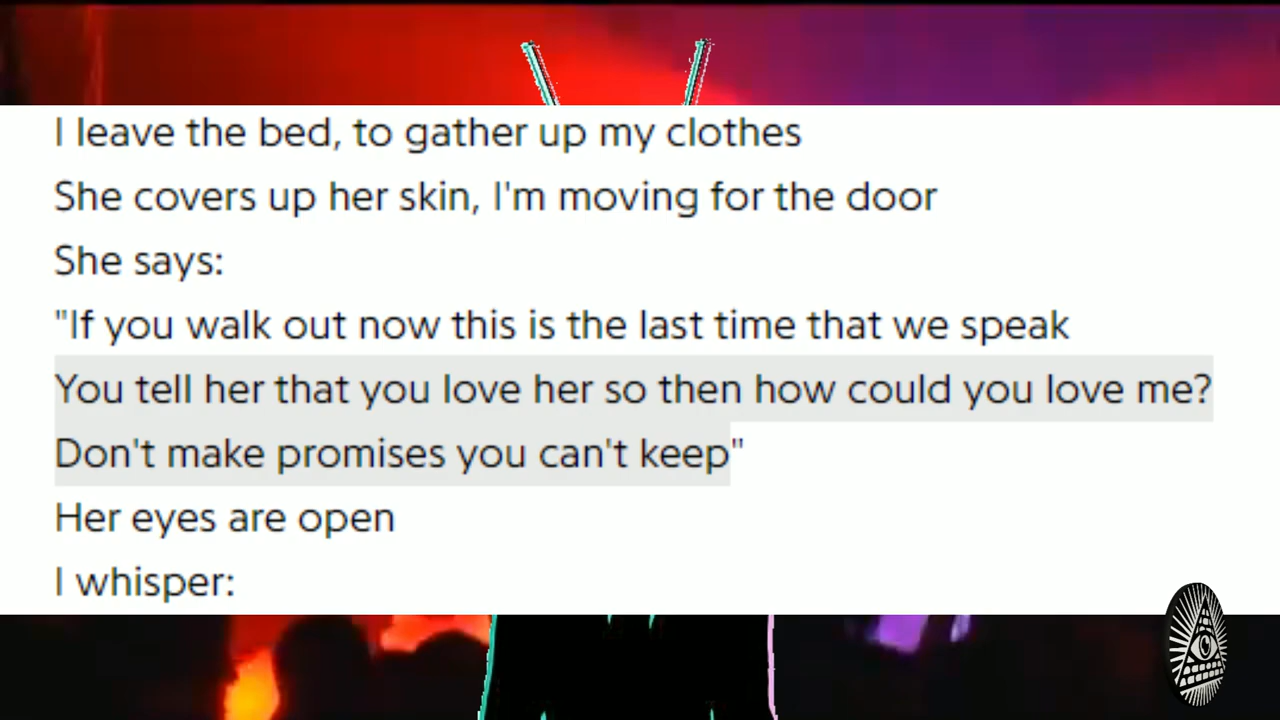 I leave the bed, to gather up my clothes
She covers up her skin, I'm moving for the door
She says:
"If you walk out now this is the last time that we speak
You tell her that you love her so then how could you love me?
Don't make promises you can't keep"
Her eyes are open
I whisper: